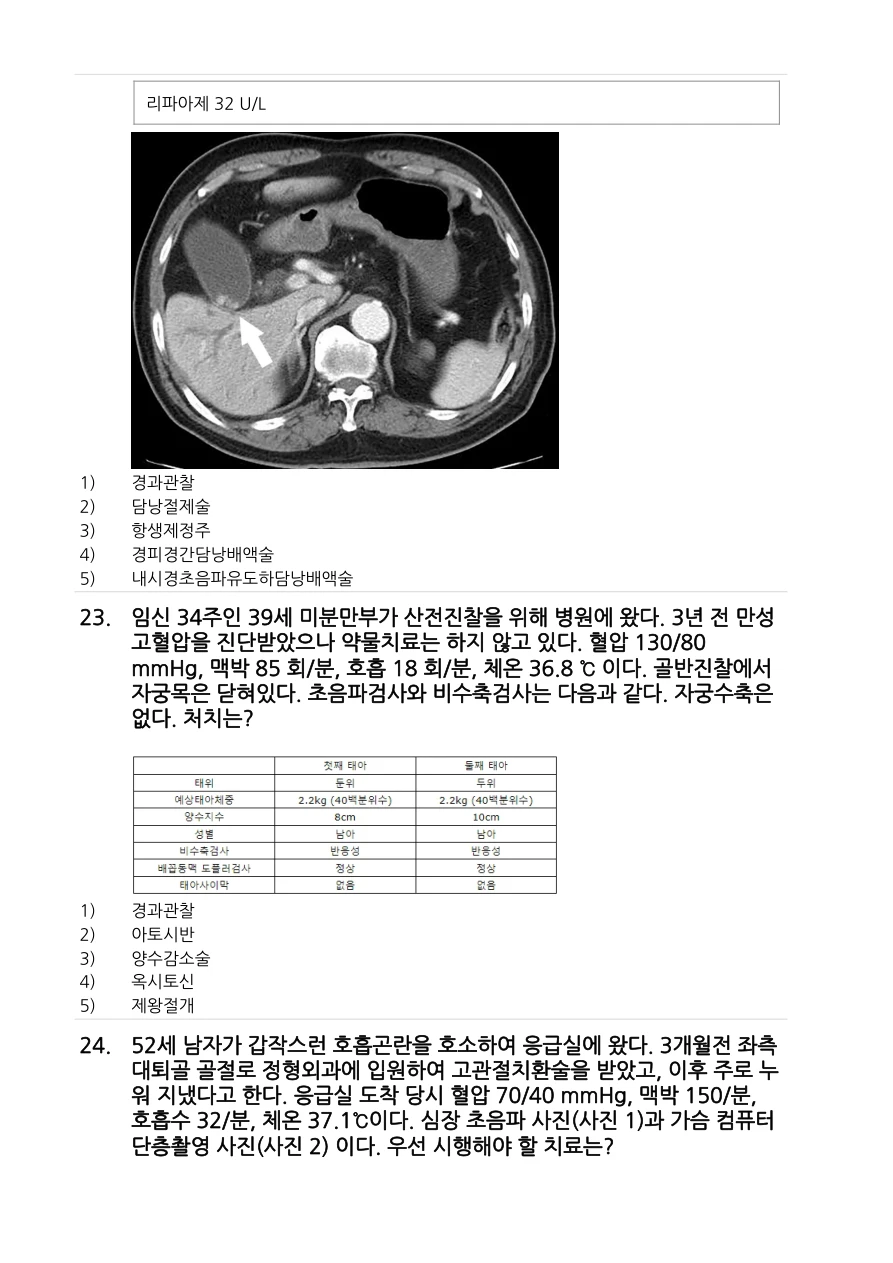 리파아제 32 U/L
1) 경과관찰
2) 담낭절제술
3) 항생제정주
4) 경피경간담낭배액술
5) 내시경초음파유도하담낭배액술
23. 임신 34주인 39세 미분만부가 산전진찰을 위해 병원에 왔다. 3년 전 만성
고혈압을 진단받았으나 약물치료는 하지 않고 있다. 혈압 130/80
mmHg, 맥박 85 회/분, 호흡 18 회/분, 체온 36.8 ℃ 이다. 골반진찰에서
자궁목은 닫혀있다. 초음파검사와 비수축검사는 다음과 같다. 자궁수축은
없다. 처치는?
첫째 태아 둘째 태아
태위 둔위 두위
예상태아체중 2.2kg (40백분위수) 2.2kg (40백분위수)
양수지수 8cm 10cm
성별 남아 남아
비수축검사 반응성 반응성
배꼽동맥 도플러검사 정상 정상
태아사이막 없음 없음
1) 경과관찰
2) 아토시반
3) 양수감소술
4) 옥시토신
5) 제왕절개
24. 52세 남자가 갑작스런 호흡곤란을 호소하여 응급실에 왔다. 3개월전 좌측
대퇴골 골절로 정형외과에 입원하여 고관절치환술을 받았고, 이후 주로 누
워 지냈다고 한다. 응급실 도착 당시 혈압 70/40 mmHg, 맥박 150/분,
호흡수 32/분, 체온 37.1℃이다. 심장 초음파 사진(사진 1)과 가슴 컴퓨터
단층촬영 사진(사진 2) 이다. 우선 시행해야 할 치료는?